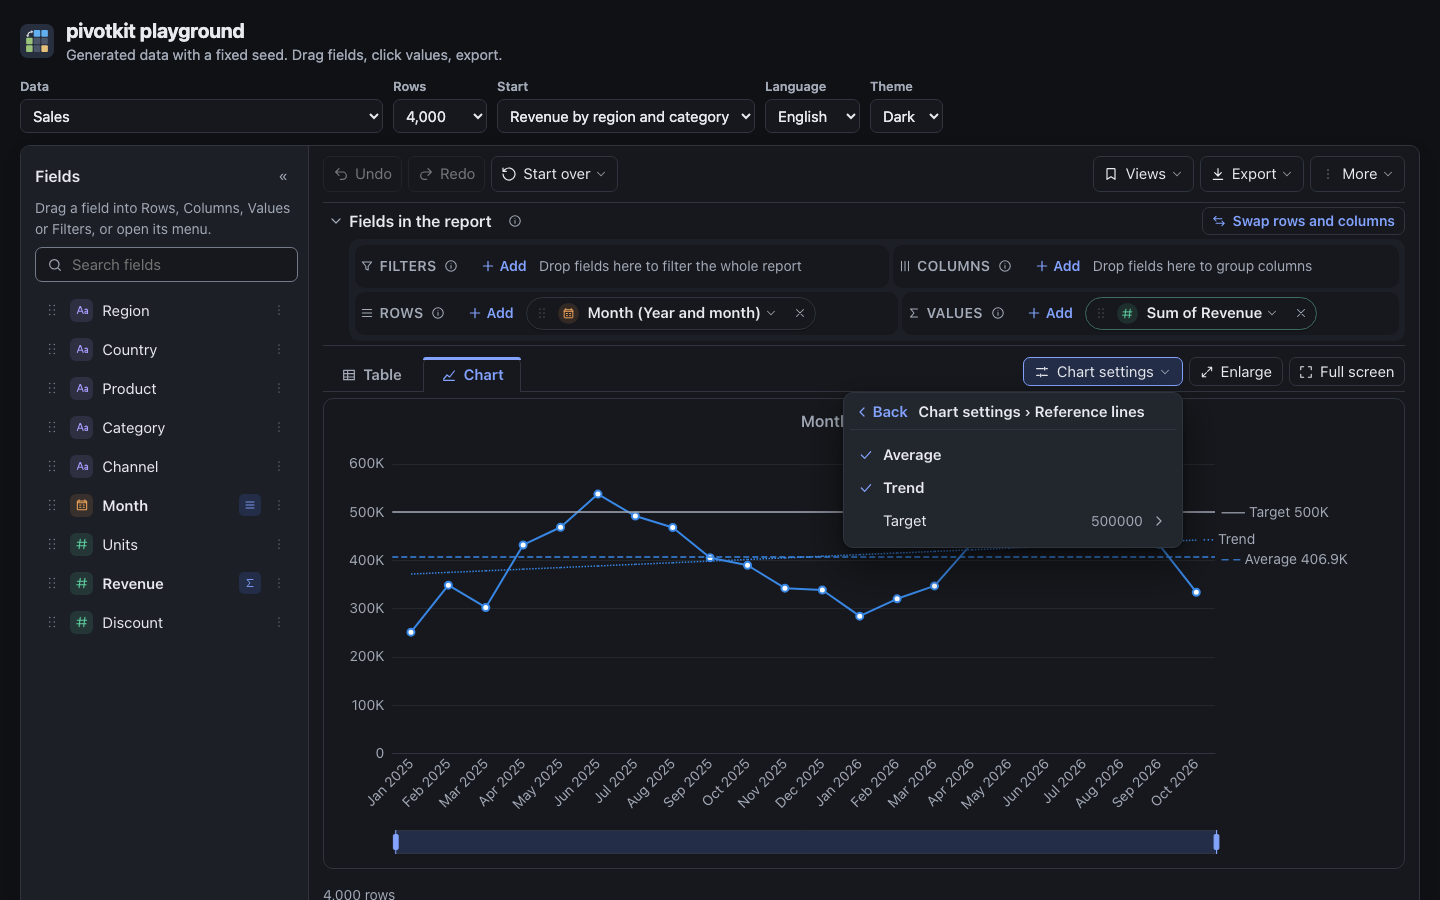 pivotkit playground
Generated data with a fixed seed. Drag fields, click values, export.
Data
Rows
Start
Language
Theme
Sales
4,000
Revenue by region and category
English
Dark
Fields
«
Drag a field into Rows, Columns, Values
or Filters, or open its menu.
Search fields
Aa Region
Aa Country
Aa Product
Aa Category
Aa Channel
Month
# Units
# Revenue Σ
# Discount
Undo
Redo
Start over
Views
Export
More
Fields in the report
Swap rows and columns
FILTERS
+ Add
Drop fields here to filter the whole report
COLUMNS
+ Add
Drop fields here to group columns
ROWS
+ Add
Month (Year and month)
Σ VALUES
+ Add
# Sum of Revenue
Table
Chart
Chart settings
Enlarge
Full screen
Back
Chart settings › Reference lines
Average
Trend
Target
500000
600K
500K
400K
300K
200K
100K
0
Target 500K
Trend
Average 406.9K
Jan 2025
Feb 2025
Mar 2025
Apr 2025
May 2025
Jun 2025
Jul 2025
Aug 2025
Sep 2025
Oct 2025
Nov 2025
Dec 2025
Jan 2026
Feb 2026
Mar 2026
Apr 2026
May 2026
Jun 2026
Jul 2026
Aug 2026
Sep 2026
Oct 2026
4,000 rows